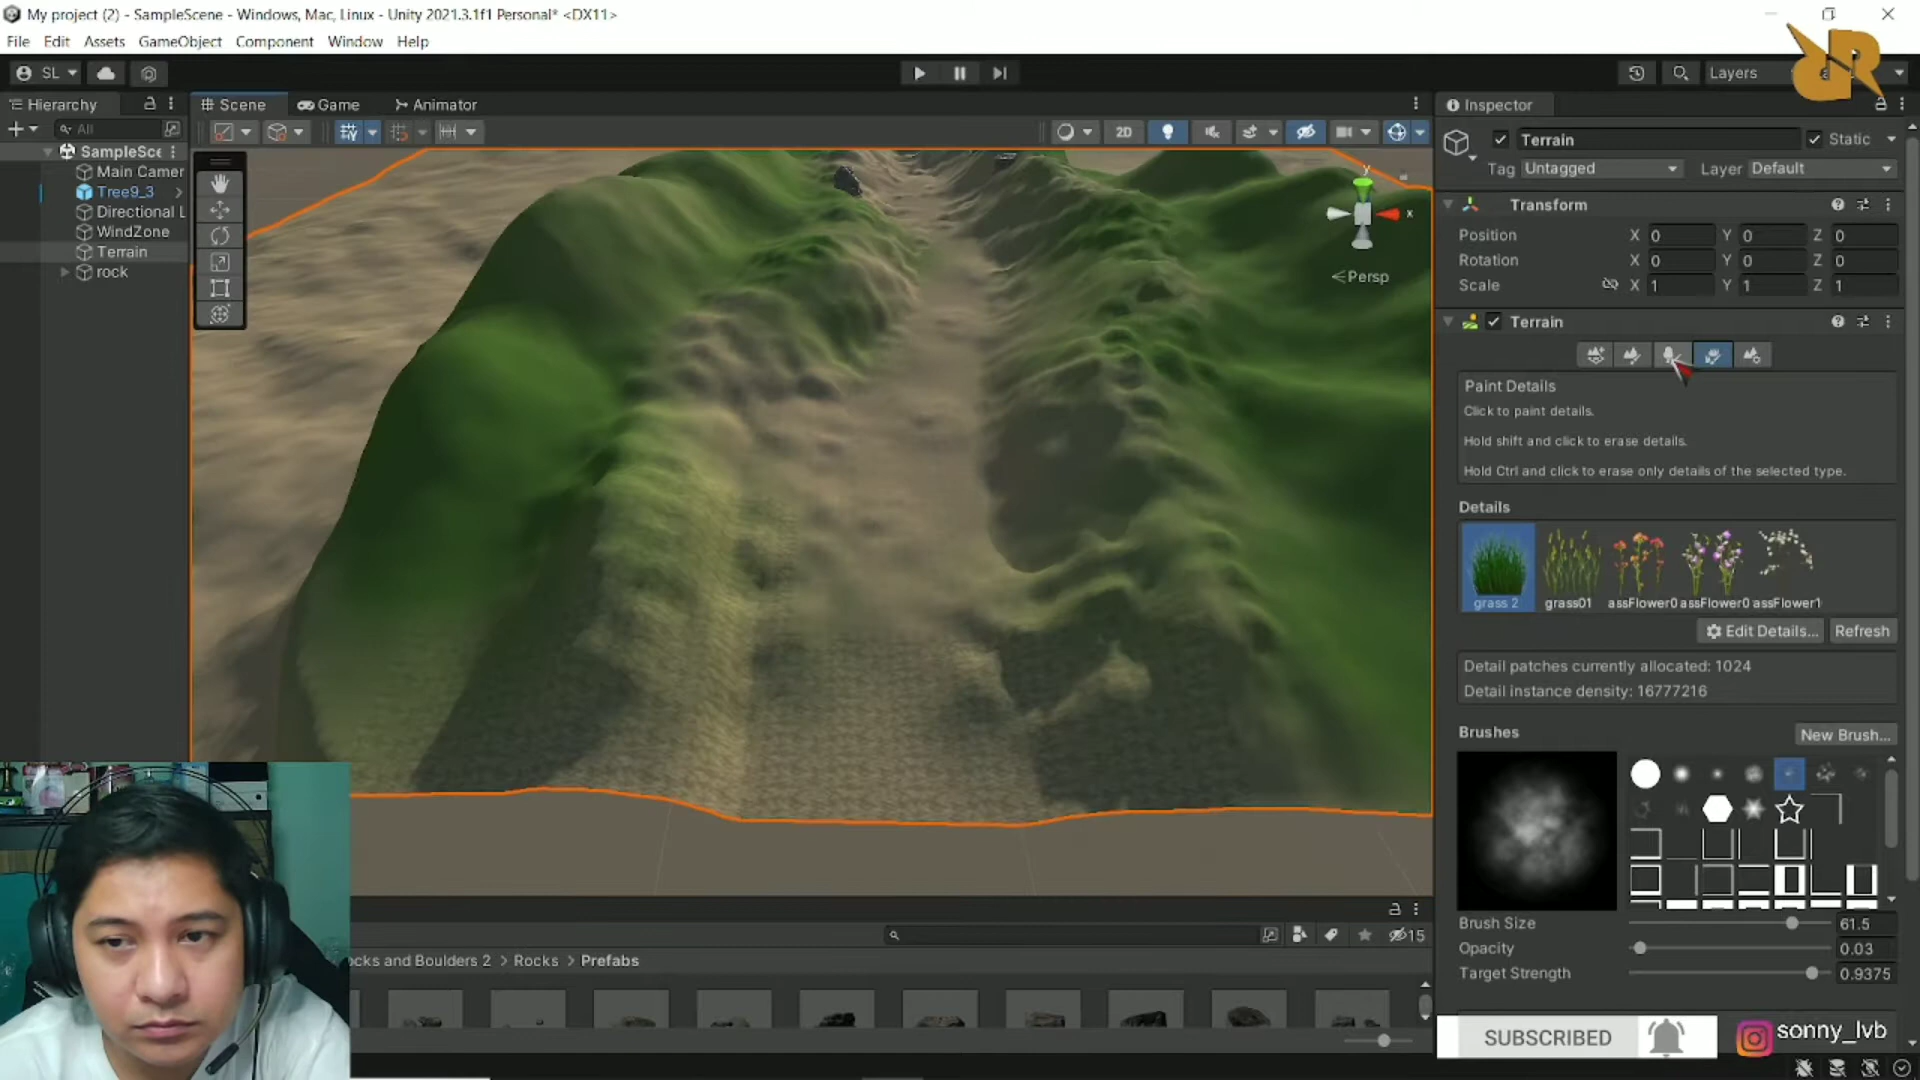 My project (2) - SampleScene - Windows, Mac, Linux - Unity 2021.3.1f1 Personal* <DX11>
File Edit Assets GameObject Component Window Help
SL
Layers
Hierarchy
Scene
Game
Animator
Inspector
All
2D
SampleSce
Main Camer
Tree9_3
Directional L
WindZone
Terrain
rock
y
x
Persp
Terrain
Static
Tag Untagged
Layer Default
Transform
Position X 0 Y 0 Z 0
Rotation X 0 Y 0 Z 0
Scale X 1 Y 1 Z 1
Terrain
Paint Details
Click to paint details.
Hold shift and click to erase details.
Hold Ctrl and click to erase only details of the selected type.
Details
grass 2
grass01
assFlower0
assFlower0
assFlower1
Edit Details...
Refresh
Detail patches currently allocated: 1024
Detail instance density: 16777216
Brushes
New Brush...
Brush Size 61.5
Opacity 0.03
Target Strength 0.9375
15
ocks and Boulders 2 > Rocks > Prefabs
SUBSCRIBED
sonny_lvb